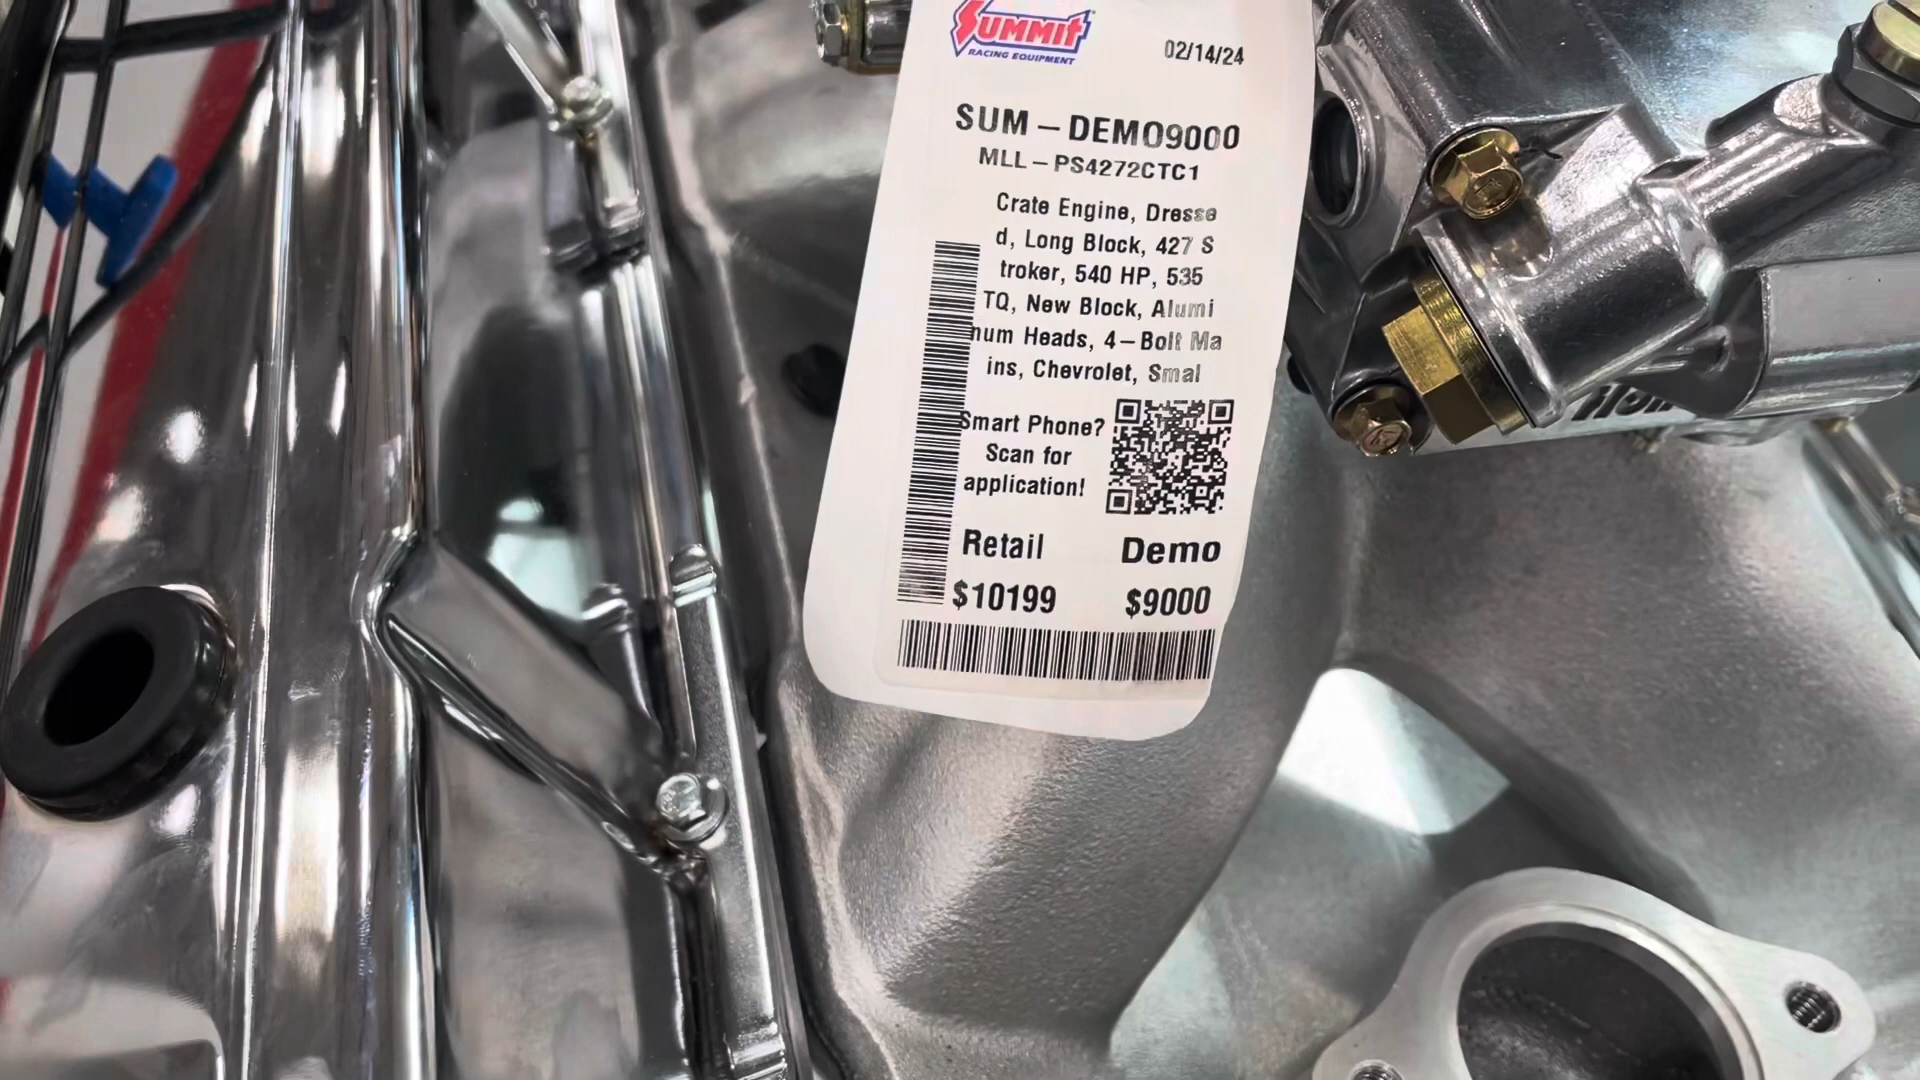 SUMMIT
RACING EQUIPMENT
02/14/24
SUM – DEMO9000
MLL – PS4272CTC1
Crate Engine, Dresse
d, Long Block, 427 S
troker, 540 HP, 535
TQ, New Block, Alumi
num Heads, 4–Bolt Ma
ins, Chevrolet, Smal
Smart Phone?
Scan for
application!
Retail Demo
$10199 $9000